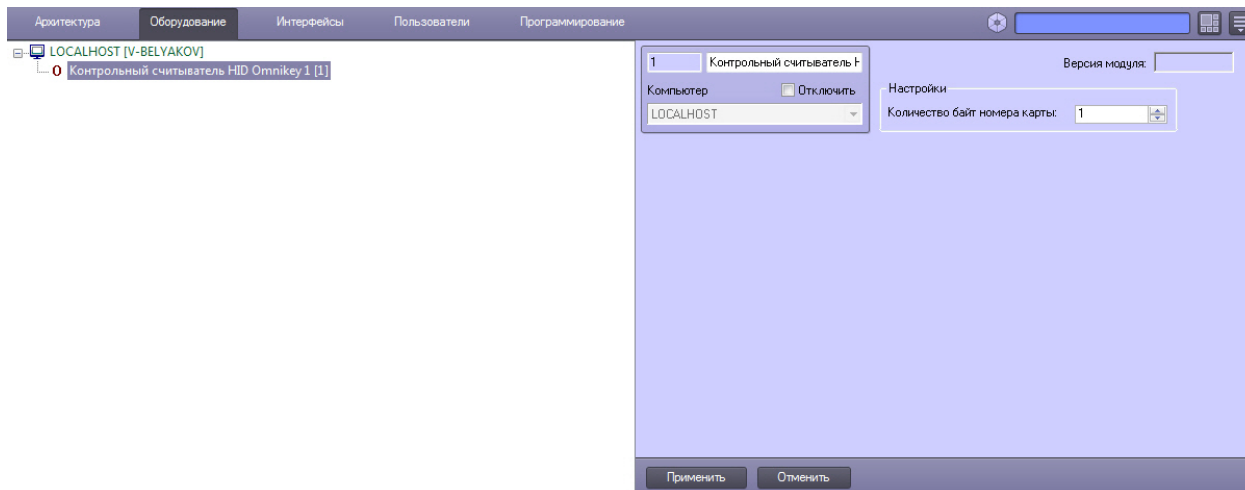 Архитектура Оборудование Интерфейсы Пользователи Программирование
LOCALHOST [V-BELYAKOV]
Контрольный считыватель HID Omnikey 1 [1]
1 Контрольный считыватель H
Версия модуля:
Компьютер Отключить
LOCALHOST
Настройки
Количество байт номера карты: 1
Применить Отменить